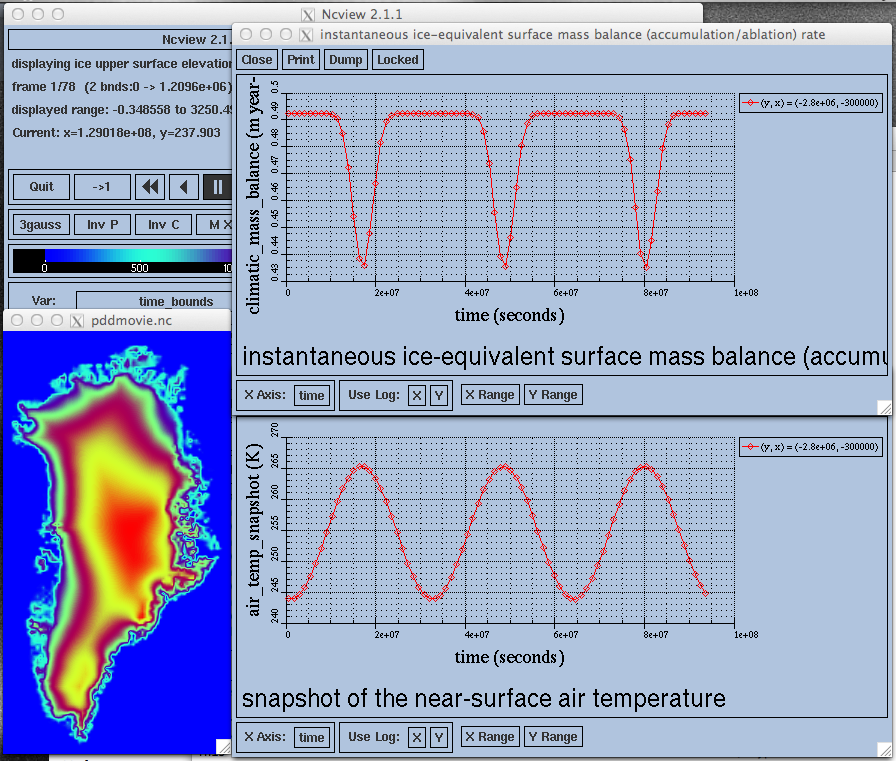 Ncview 2.1.1
Ncview 2.1.
displaying ice upper surface elevation
frame 1/78 (2 bnds:0 -> 1.2096e+06)
displayed range: -0.348558 to 3250.49
Current: x=1.29018e+08, y=237.903
Quit
->1
3gauss
Inv P
Inv C
M X
0
500
10
Var:
time_bounds
pddmovie.nc
instantaneous ice-equivalent surface mass balance (accumulation/ablation) rate
Close
Print
Dump
Locked
climatic_mass_balance (m year-
0.5
0.49
0.48
0.47
0.46
0.45
0.44
0.43
0
2e+07
4e+07
6e+07
8e+07
1e+08
time (seconds)
(y, x) = (-2.8e+06, -300000)
instantaneous ice-equivalent surface mass balance (accumu
X Axis:
time
Use Log:
X
Y
X Range
Y Range
air_temp_snapshot (K)
270
265
260
255
250
245
240
0
2e+07
4e+07
6e+07
8e+07
1e+08
time (seconds)
(y, x) = (-2.8e+06, -300000)
snapshot of the near-surface air temperature
X Axis:
time
Use Log:
X
Y
X Range
Y Range